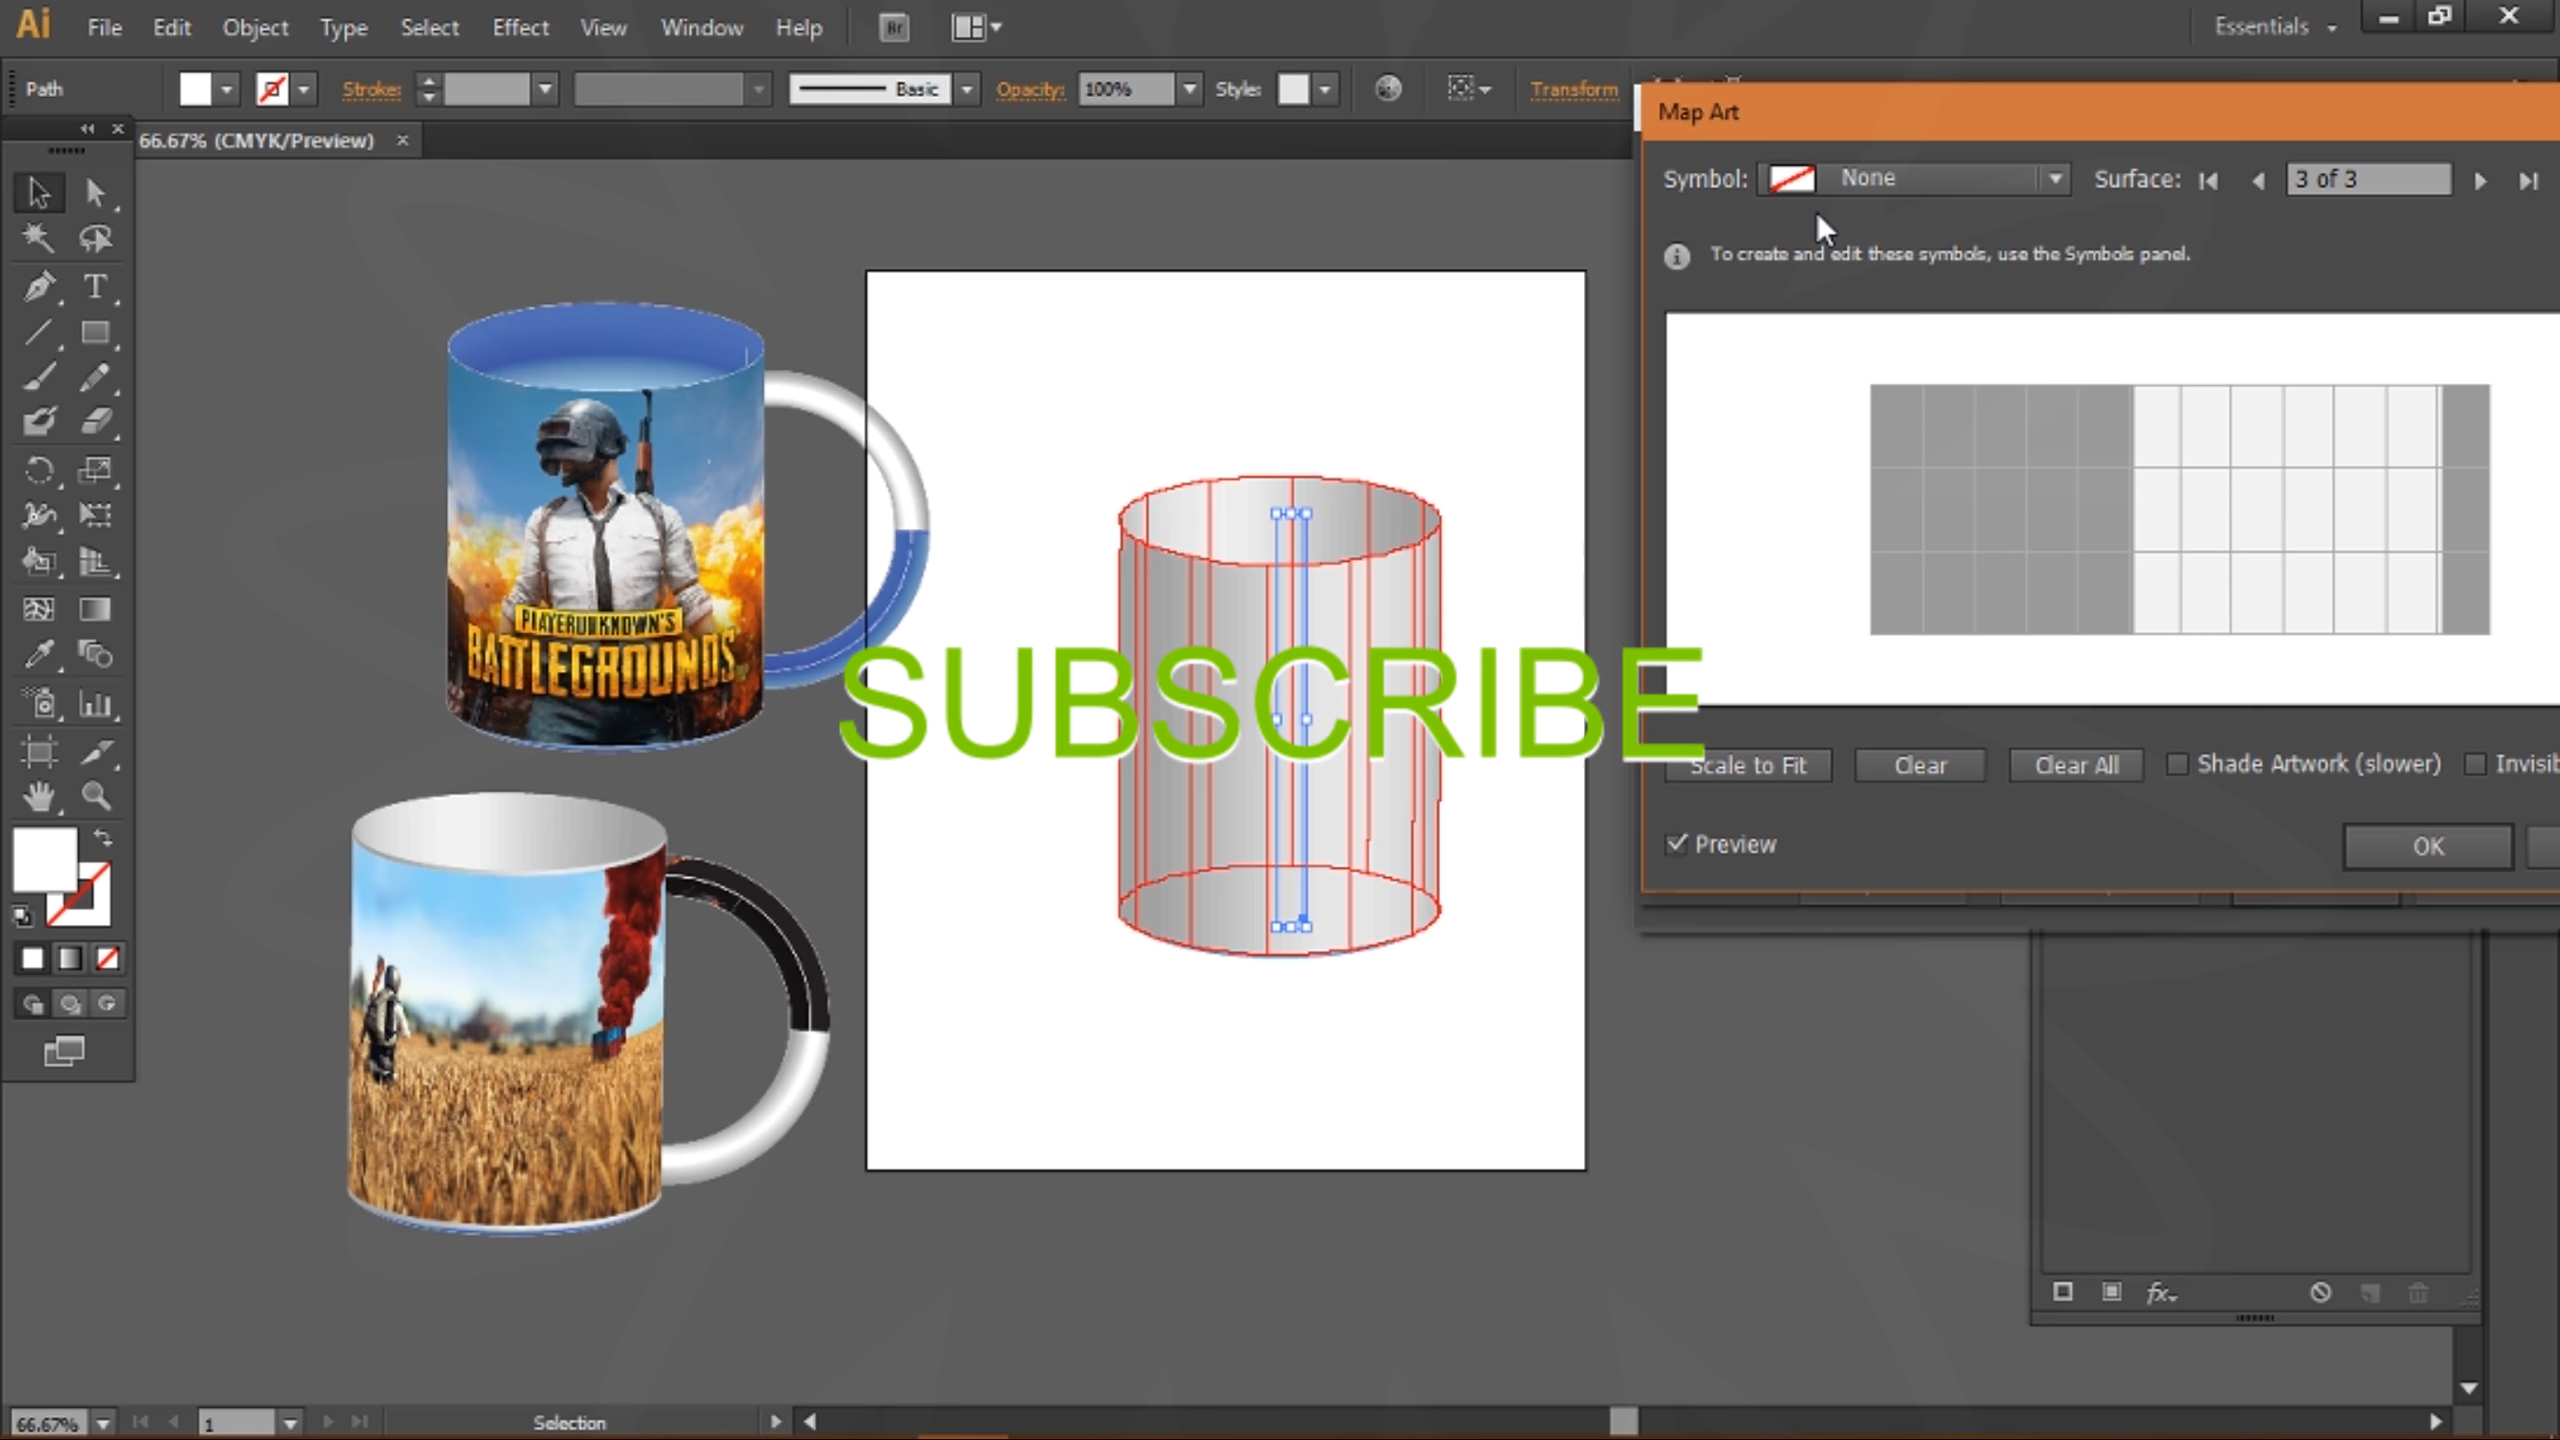 Ai File Edit Object Type Select Effect View Window Help Br Essentials
Path Stroke: Basic Opacity: 100% Style: Transform
Map Art
66.67% (CMYK/Preview)
Symbol: None Surface: 3 of 3
To create and edit these symbols, use the Symbols panel.
PLAYERUNKNOWN'S
BATTLEGROUNDS
SUBSCRIBE
Scale to Fit Clear Clear All Shade Artwork (slower) Invisib
Preview OK
fx
66.67% 1 Selection